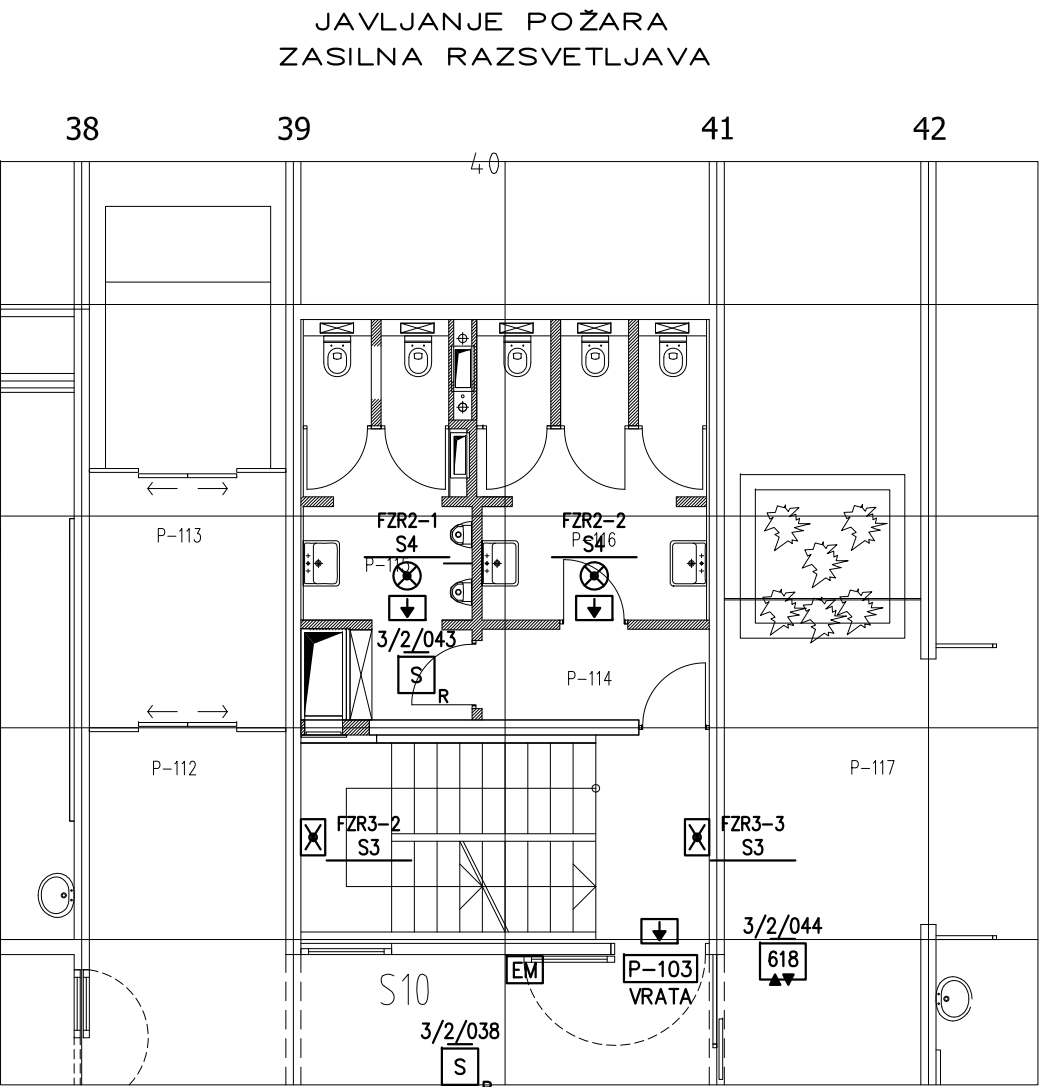 JAVLJANJE POŽARA
ZASILNA RAZSVETLJAVA
38 39 41 42
40
FZR2-1 FZR2-2
S4 S4
P-113 P-116
3/2/043
S
R
P-114
P-112 P-117
FZR3-2 FZR3-3
S3 S3
3/2/044
618
EM P-103
VRATA
S10
3/2/038
S